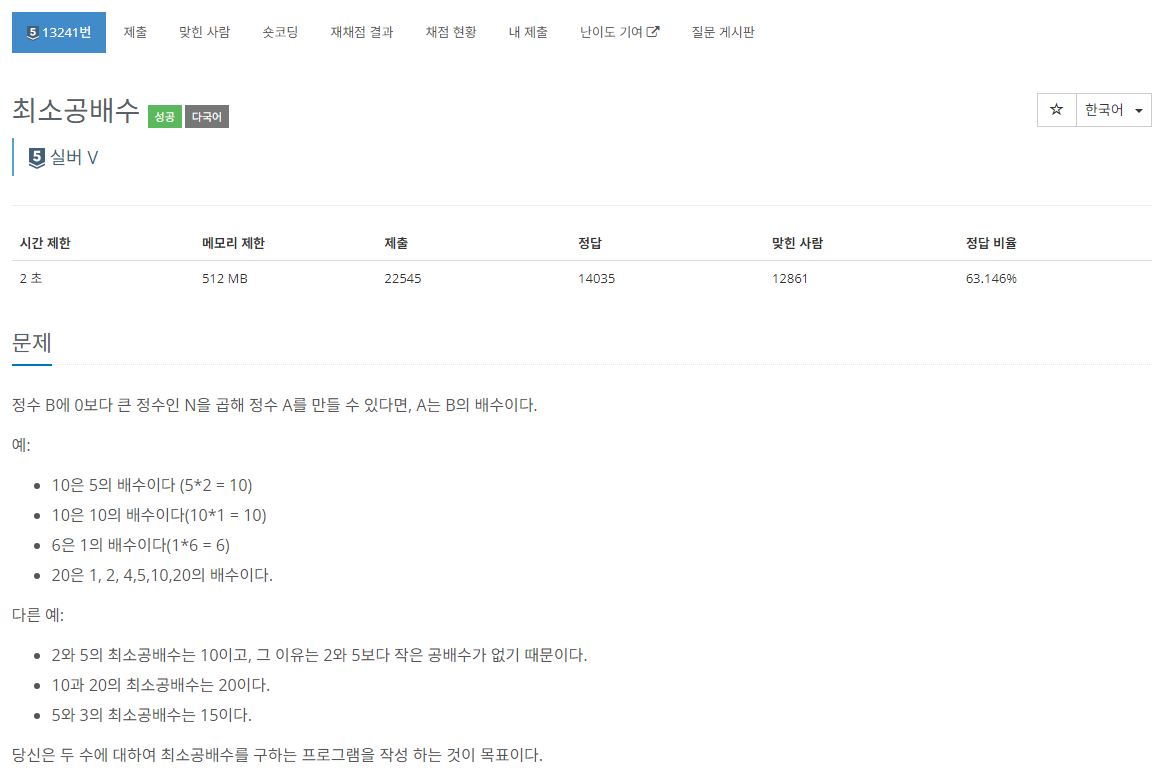 5 13241번 제출 맞힌 사람 숏코딩 재채점 결과 채점 현황 내 제출 난이도 기여 질문 게시판
최소공배수 성공 다국어 ☆ 한국어
5 실버 V
시간 제한 메모리 제한 제출 정답 맞힌 사람 정답 비율
2 초 512 MB 22545 14035 12861 63.146%
문제
정수 B에 0보다 큰 정수인 N을 곱해 정수 A를 만들 수 있다면, A는 B의 배수이다.
예:
• 10은 5의 배수이다 (5*2 = 10)
• 10은 10의 배수이다(10*1 = 10)
• 6은 1의 배수이다(1*6 = 6)
• 20은 1, 2, 4,5,10,20의 배수이다.
다른 예:
• 2와 5의 최소공배수는 10이고, 그 이유는 2와 5보다 작은 공배수가 없기 때문이다.
• 10과 20의 최소공배수는 20이다.
• 5와 3의 최소공배수는 15이다.
당신은 두 수에 대하여 최소공배수를 구하는 프로그램을 작성 하는 것이 목표이다.